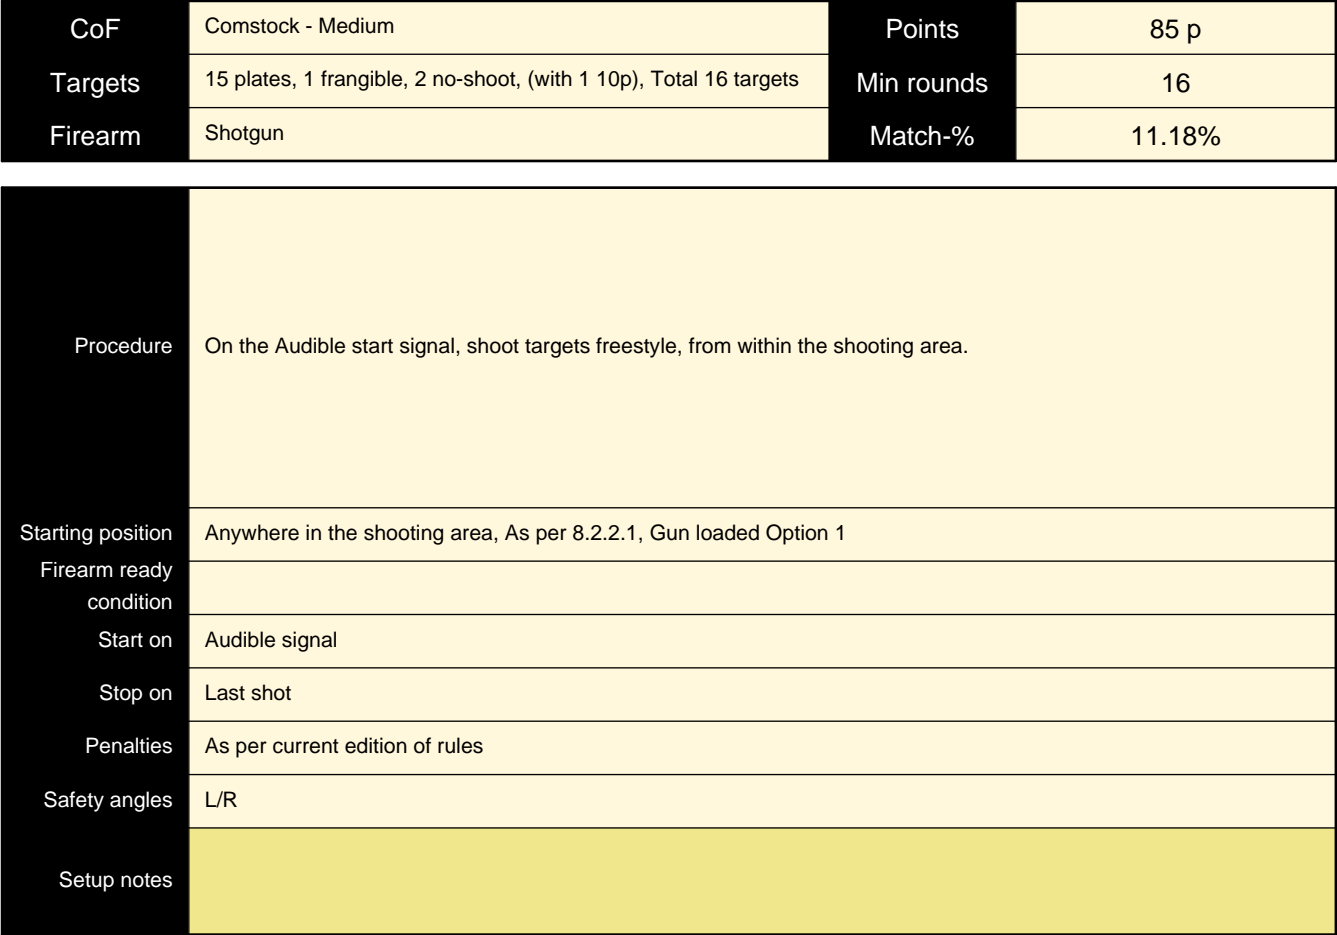 CoF Comstock - Medium Points 85 p
Targets 15 plates, 1 frangible, 2 no-shoot, (with 1 10p), Total 16 targets Min rounds 16
Firearm Shotgun Match-% 11.18%
Procedure On the Audible start signal, shoot targets freestyle, from within the shooting area.
Starting position Anywhere in the shooting area, As per 8.2.2.1, Gun loaded Option 1
Firearm ready
condition
Start on Audible signal
Stop on Last shot
Penalties As per current edition of rules
Safety angles L/R
Setup notes